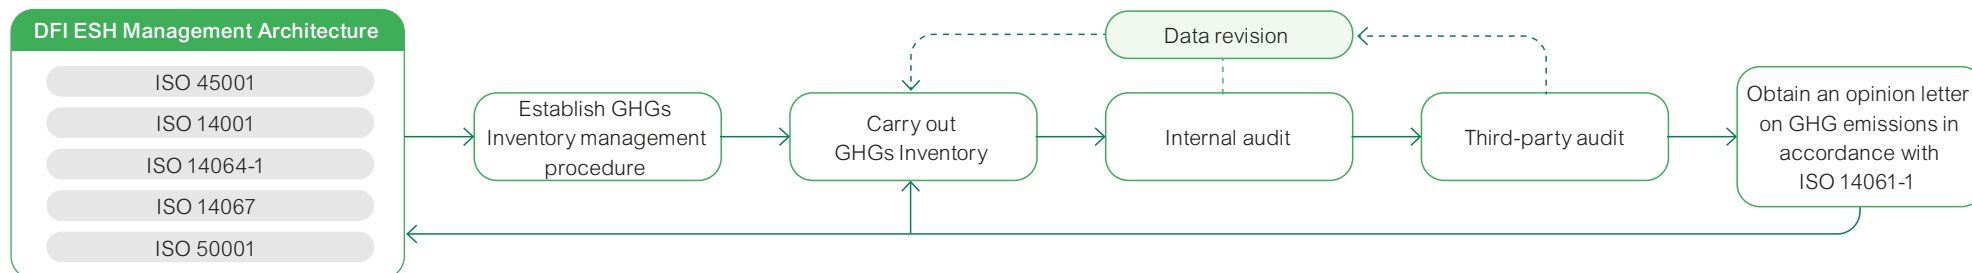 DFI ESH Management Architecture
ISO 45001
ISO 14001
ISO 14064-1
ISO 14067
ISO 50001
Establish GHGs
Inventory management
procedure
Carry out
GHGs Inventory
Data revision
Internal audit
Third-party audit
Obtain an opinion letter
on GHG emissions in
accordance with
ISO 14061-1